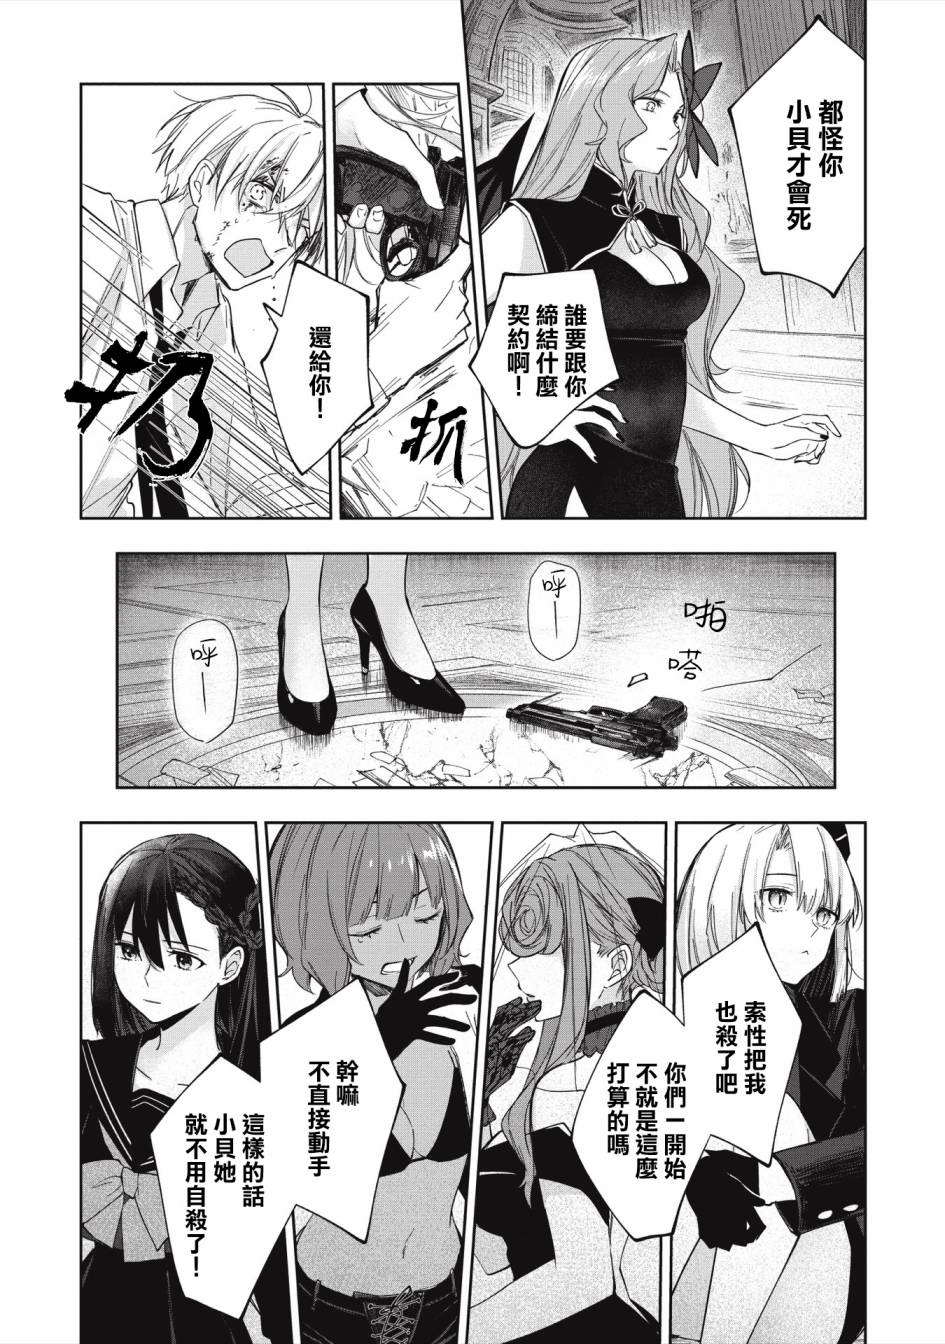 都怪你
小貝才會死
誰要跟你
締結什麼
契約啊！
抓
還給你！
扔
啪
嗒
呼—
呼—
索性把我
也殺了吧
你們一開始
不就是這麼
打算的嗎
幹嘛
不直接動手
這樣的話
小貝她
就不用自殺了！